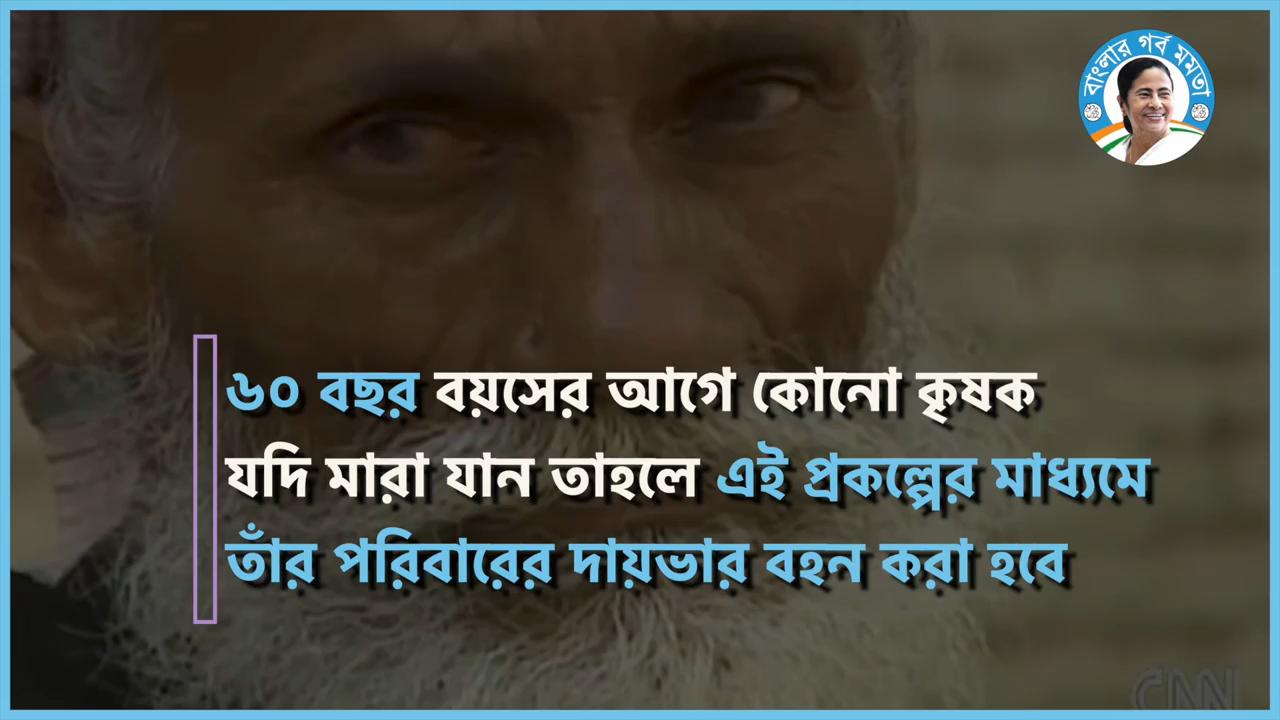 বাংলার গর্ব মমতা
৬০ বছর বয়সের আগে কোনো কৃষক
যদি মারা যান তাহলে এই প্রকল্পের মাধ্যমে
তাঁর পরিবারের দায়ভার বহন করা হবে
CNN